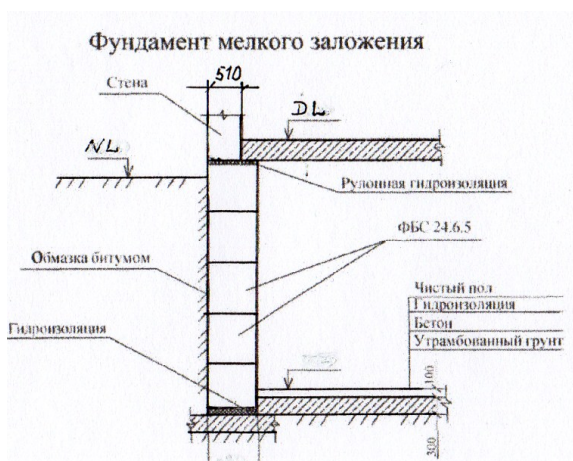 Фундамент мелкого заложения
510
Стена
DL
NL
Рулонная гидроизоляция
ФБС 24.6.5
Обмазка битумом
Чистый пол
Гидроизоляция
Бетон
Утрамбованный грунт
Гидроизоляция
100
300